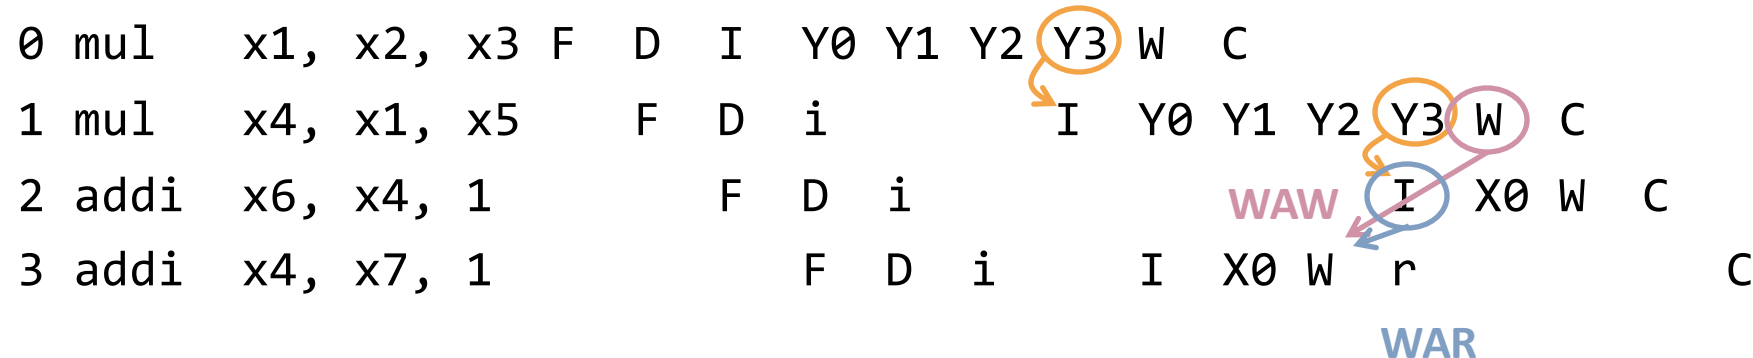 0 mul x1, x2, x3 F D I Y0 Y1 Y2 Y3 W C
1 mul x4, x1, x5 F D i I Y0 Y1 Y2 Y3 W C
2 addi x6, x4, 1 F D i WAW I X0 W C
3 addi x4, x7, 1 F D i I X0 W r C
WAR